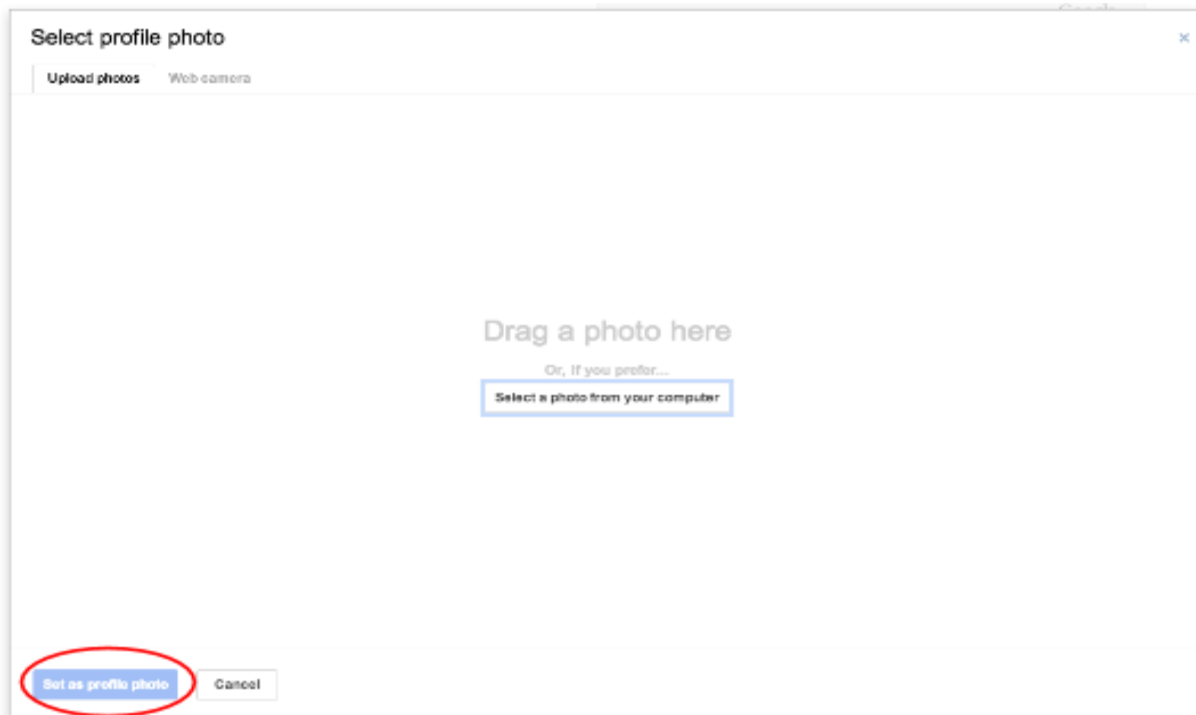 Select profile photo
×
Upload photos Web camera
Drag a photo here
Or, if you prefer...
Select a photo from your computer
Set as profile photo Cancel